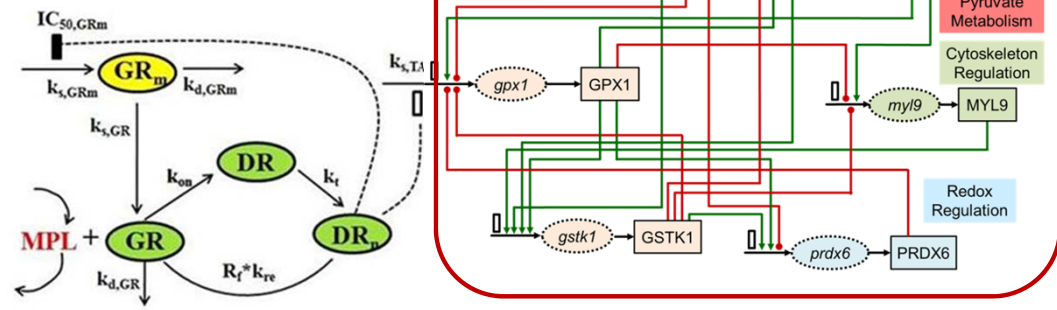 IC50,GRm
GRm
ks,GRm
kd,GRm
ks,GR
DR
kon
kt
MPL + GR
DRn
kd,GR
Rf*kre
ks,TA
gpx1
GPX1
Pyruvate
Metabolism
Cytoskeleton
Regulation
myl9
MYL9
Redox
Regulation
gstk1
GSTK1
prdx6
PRDX6